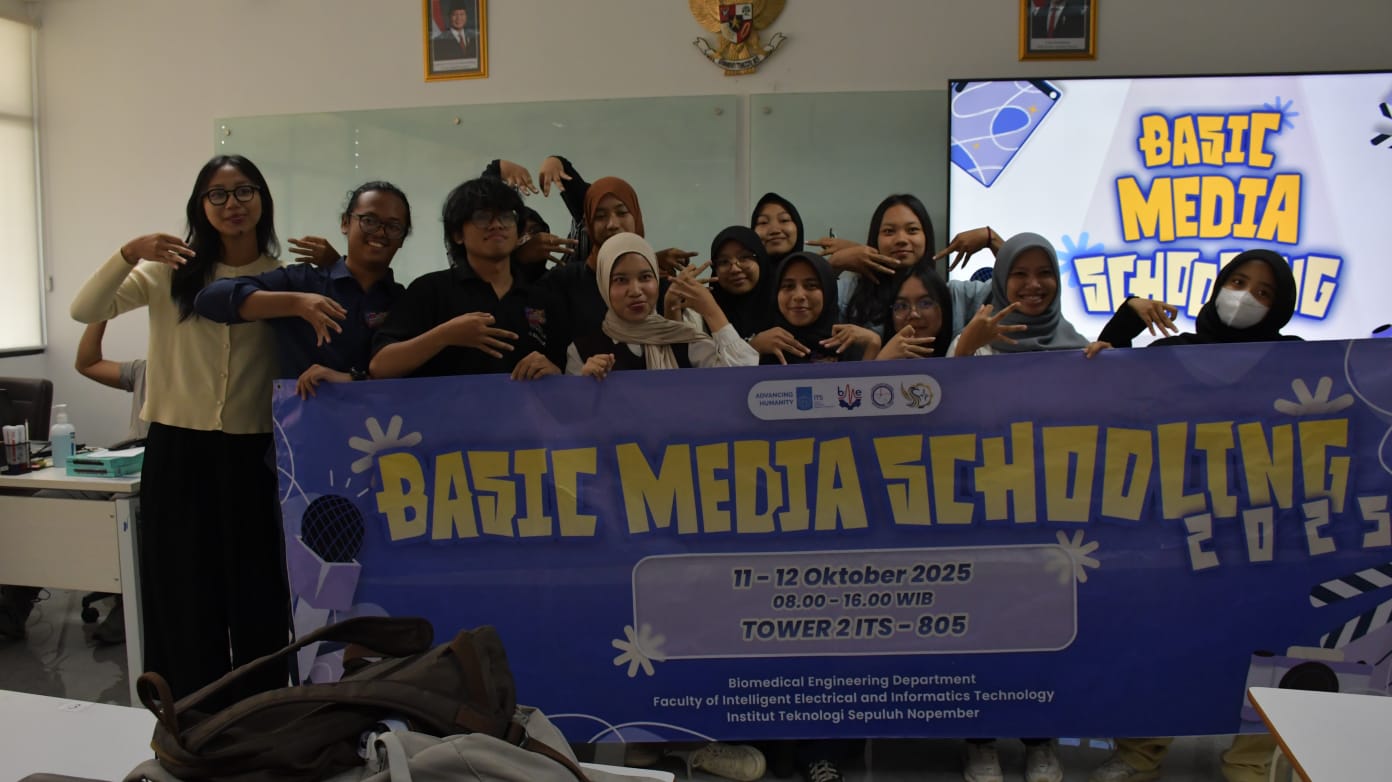 BASIC
MEDIA
SCHOOLING
ADVANCING
HUMANITY
ITS
bme
BASIC MEDIA SCHOOLING
2025
11 – 12 Oktober 2025
08.00 – 16.00 WIB
TOWER 2 ITS – 805
Biomedical Engineering Department
Faculty of Intelligent Electrical and Informatics Technology
Institut Teknologi Sepuluh Nopember